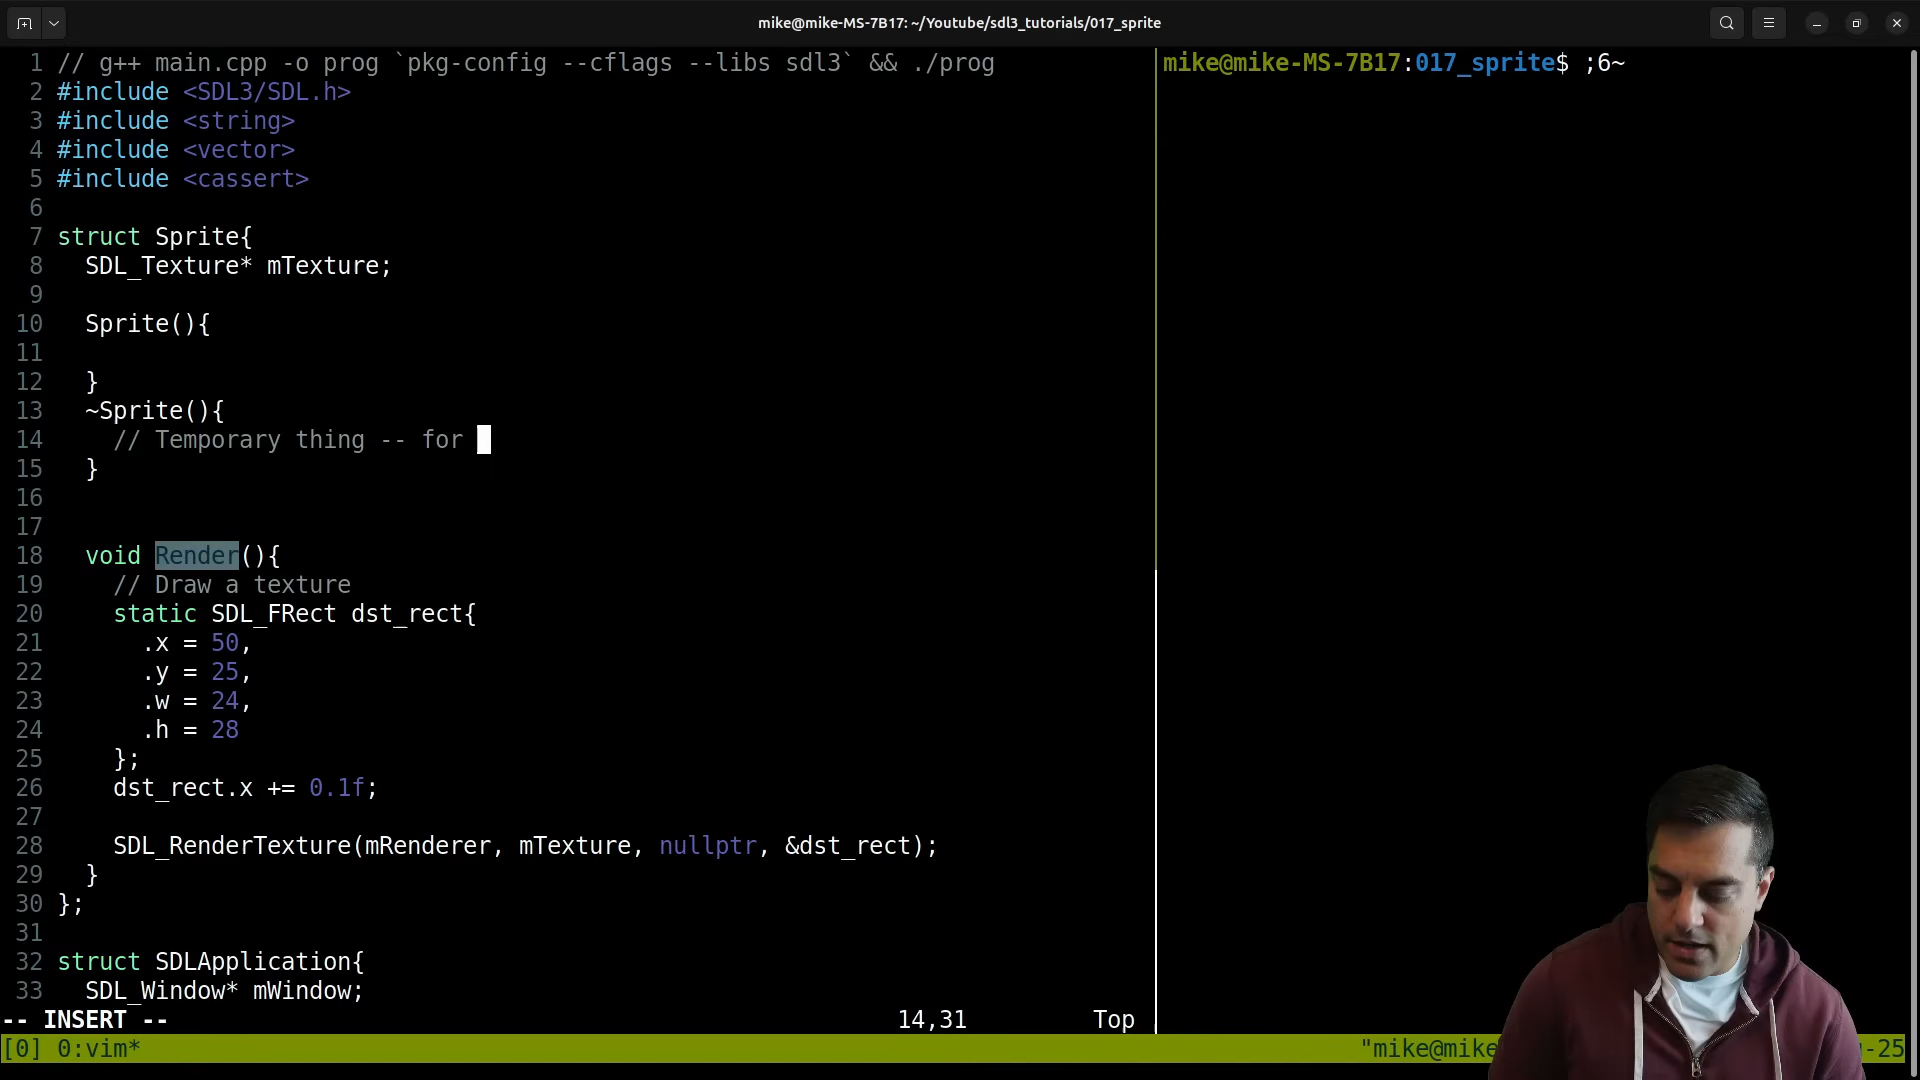 mike@mike-MS-7B17: ~/Youtube/sdl3_tutorials/017_sprite
1 // g++ main.cpp -o prog `pkg-config --cflags --libs sdl3` && ./prog
2 #include <SDL3/SDL.h>
3 #include <string>
4 #include <vector>
5 #include <cassert>
6
7 struct Sprite{
8   SDL_Texture* mTexture;
9
10   Sprite(){
11
12   }
13   ~Sprite(){
14     // Temporary thing -- for
15   }
16
17
18   void Render(){
19     // Draw a texture
20     static SDL_FRect dst_rect{
21       .x = 50,
22       .y = 25,
23       .w = 24,
24       .h = 28
25     };
26     dst_rect.x += 0.1f;
27
28     SDL_RenderTexture(mRenderer, mTexture, nullptr, &dst_rect);
29   }
30 };
31
32 struct SDLApplication{
33   SDL_Window* mWindow;
-- INSERT -- 14,31 Top
mike@mike-MS-7B17:017_sprite$ ;6~
[0] 0:vim* "mike@mike -25